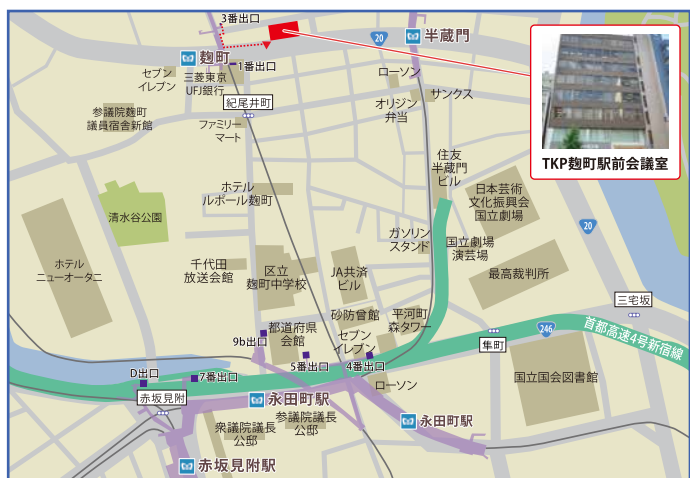 3番出口
20
半蔵門
麹町
1番出口
セブン
イレブン
三菱東京
UFJ銀行
ローソン
サンクス
オリジン
弁当
紀尾井町
参議院麹町
議員宿舎新館
ファミリー
マート
TKP麹町駅前会議室
住友
半蔵門
ビル
日本芸術
文化振興会
国立劇場
ホテル
ルポール麹町
清水谷公園
20
ガソリン
スタンド
国立劇場
演芸場
ホテル
ニューオータニ
千代田
放送会館
区立
麹町中学校
JA共済
ビル
最高裁判所
三宅坂
砂防曾館
平河町
森タワー
都道府県
会館
9b出口
セブン
イレブン
246
首都高速4号新宿線
隼町
5番出口
4番出口
D出口
7番出口
ローソン
国立国会図書館
赤坂見附
永田町駅
参議院議長
公邸
衆議院議長
公邸
永田町駅
赤坂見附駅